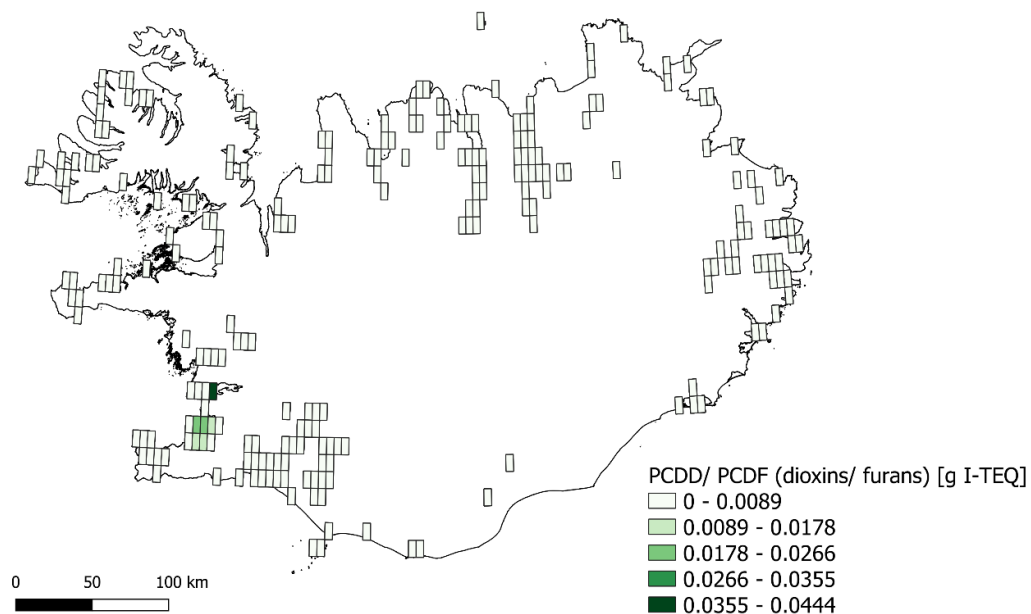 PCDD/ PCDF (dioxins/ furans) [g I-TEQ]
0 - 0.0089
0.0089 - 0.0178
0.0178 - 0.0266
0.0266 - 0.0355
0.0355 - 0.0444
0 50 100 km